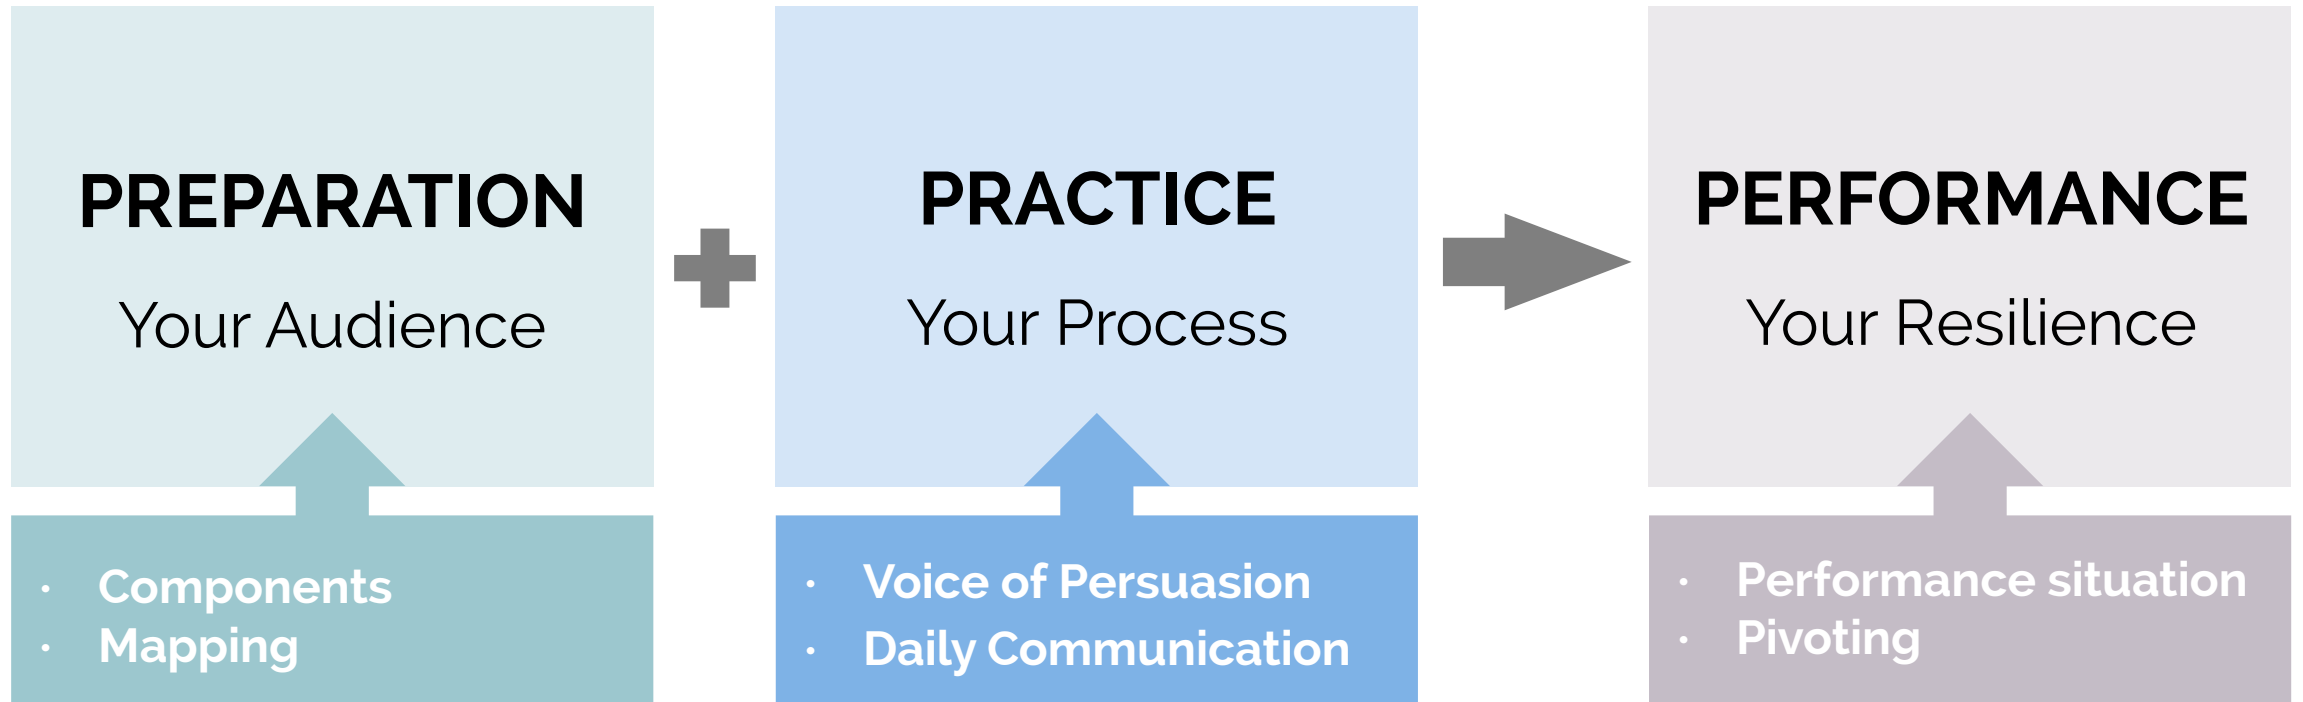 PREPARATION
Your Audience
· Components
· Mapping
PRACTICE
Your Process
· Voice of Persuasion
· Daily Communication
PERFORMANCE
Your Resilience
· Performance situation
· Pivoting